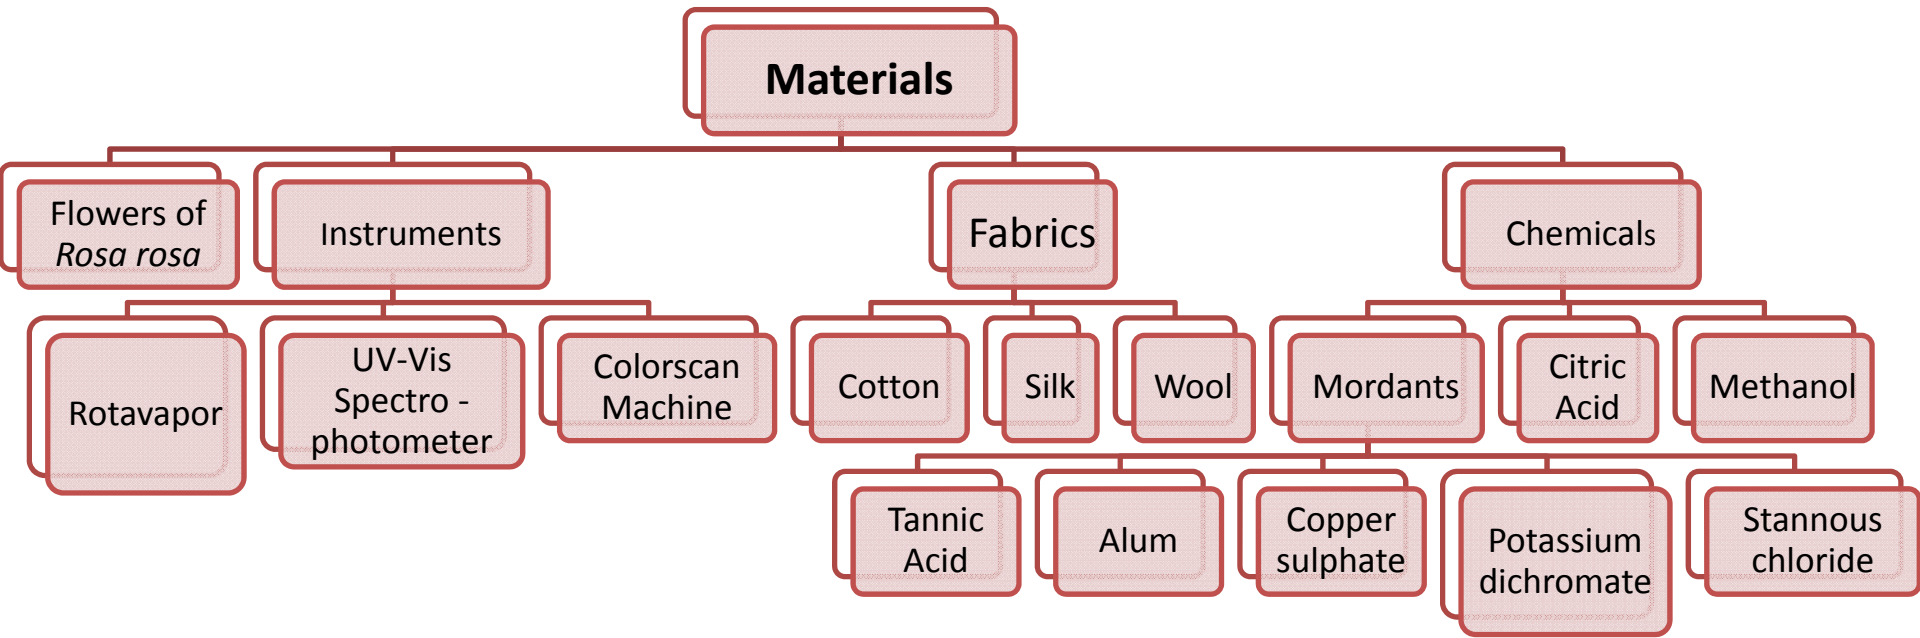 Materials
Flowers of
Rosa rosa
Instruments
Fabrics
Chemicals
Rotavapor
UV-Vis
Spectro -
photometer
Colorscan
Machine
Cotton
Silk
Wool
Mordants
Citric
Acid
Methanol
Tannic
Acid
Alum
Copper
sulphate
Potassium
dichromate
Stannous
chloride